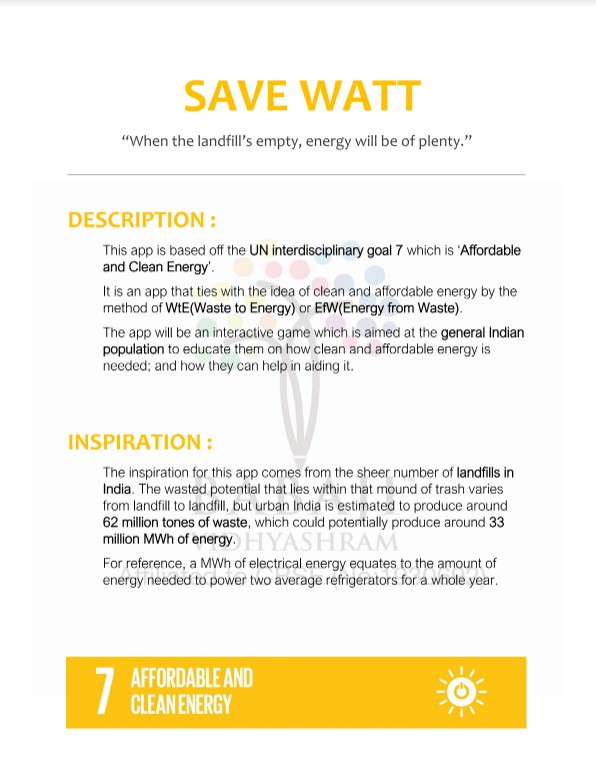 SAVE WATT
“When the landfill’s empty, energy will be of plenty.”
DESCRIPTION :
This app is based off the UN interdisciplinary goal 7 which is ‘Affordable
and Clean Energy’.
It is an app that ties with the idea of clean and affordable energy by the
method of WtE(Waste to Energy) or EfW(Energy from Waste).
The app will be an interactive game which is aimed at the general Indian
population to educate them on how clean and affordable energy is
needed; and how they can help in aiding it.
INSPIRATION :
The inspiration for this app comes from the sheer number of landfills in
India. The wasted potential that lies within that mound of trash varies
from landfill to landfill, but urban India is estimated to produce around
62 million tones of waste, which could potentially produce around 33
million MWh of energy.
For reference, a MWh of electrical energy equates to the amount of
energy needed to power two average refrigerators for a whole year.
BABAJI
VIDHYASHRAM
Affiliated to CBSE
7 AFFORDABLE AND
CLEAN ENERGY